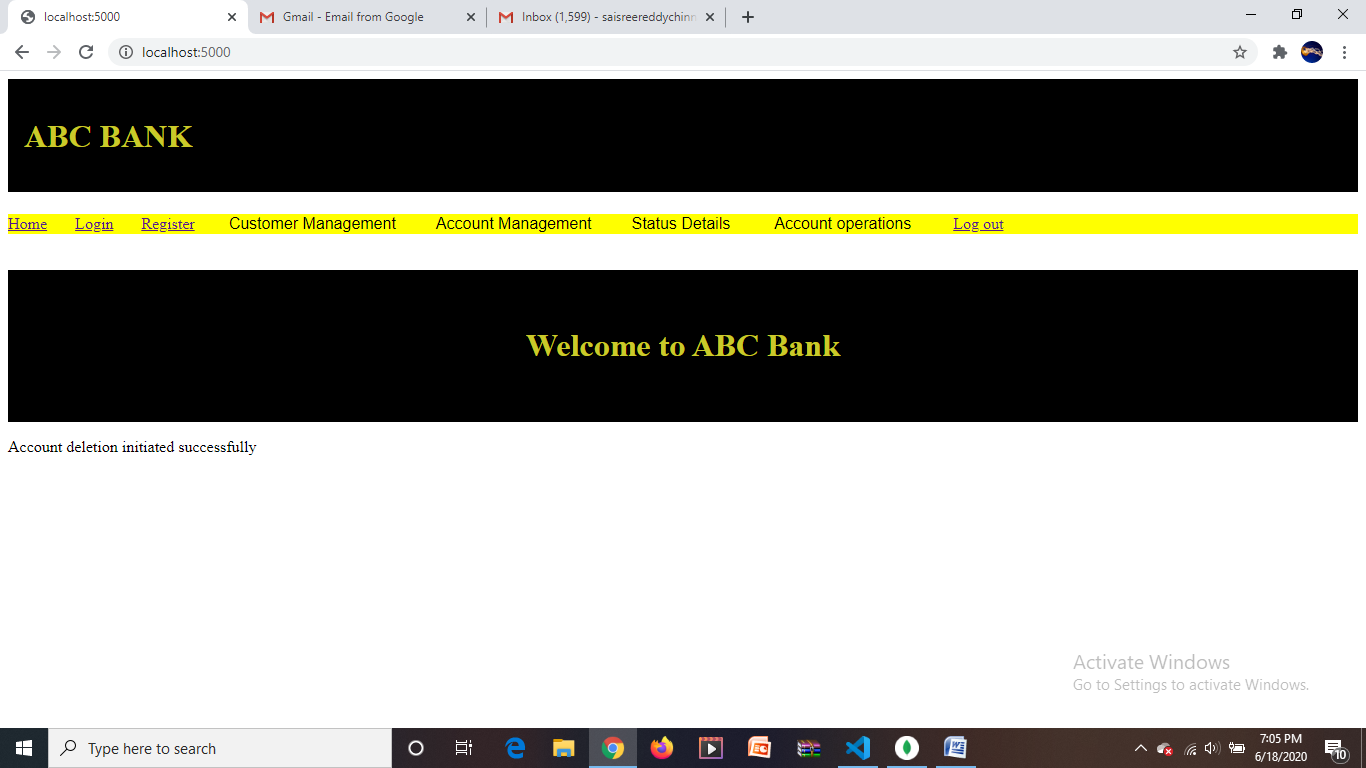 localhost:5000
Gmail - Email from Google
Inbox (1,599) - saisreereddychinn
localhost:5000
ABC BANK
Home Login Register Customer Management Account Management Status Details Account operations Log out
Welcome to ABC Bank
Account deletion initiated successfully
Activate Windows
Go to Settings to activate Windows.
Type here to search
7:05 PM
6/18/2020
10